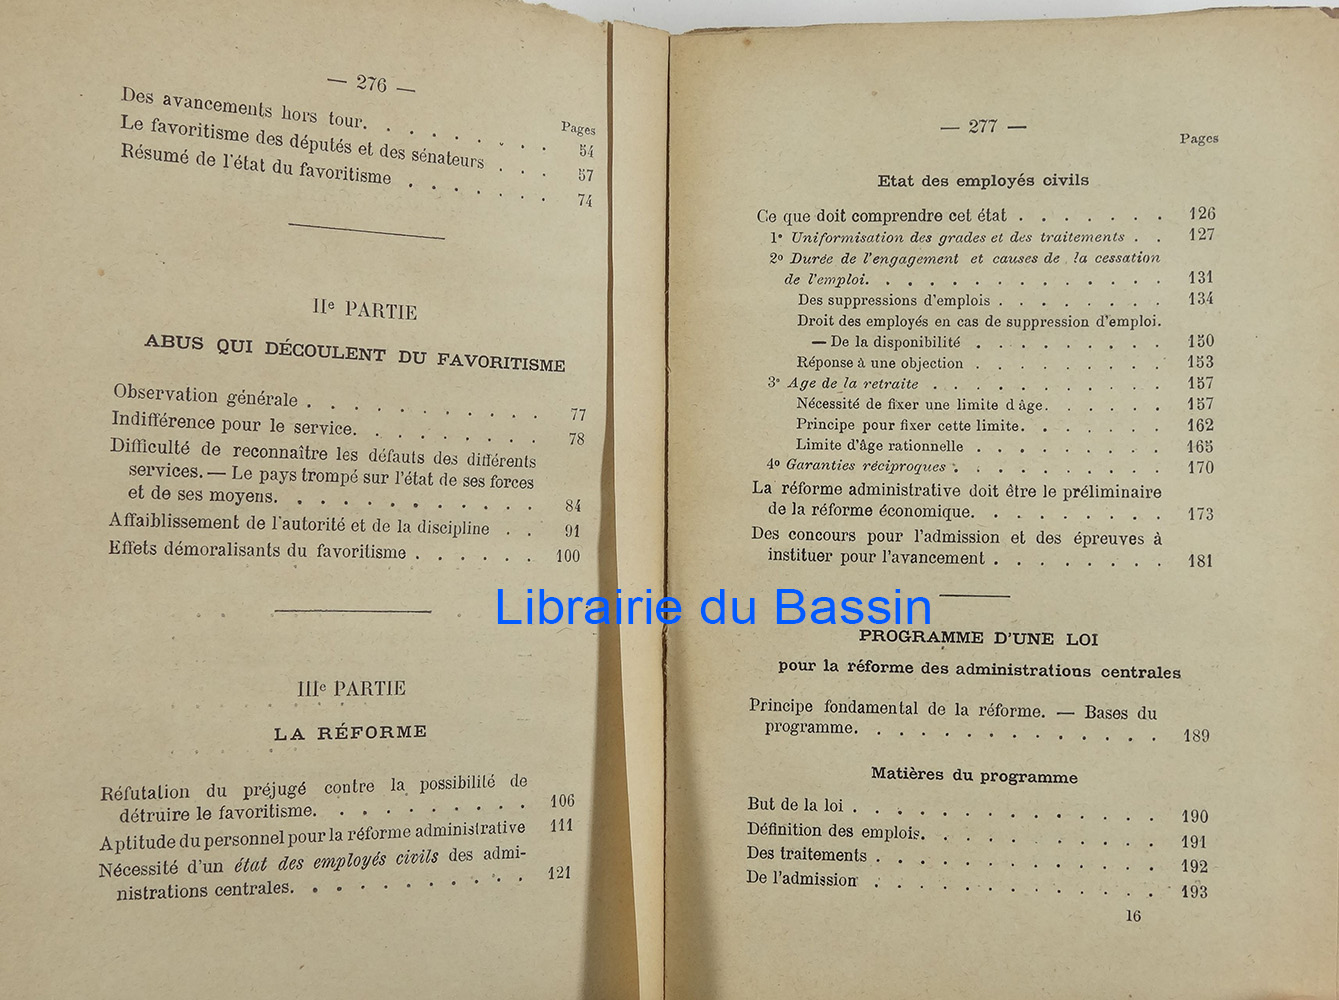 — 276 —
Pages
Des avancements hors tour. . . . . . . . . 54
Le favoritisme des députés et des sénateurs . . . 57
Résumé de l'état du favoritisme . . . . . . . 74
IIe PARTIE
ABUS QUI DÉCOULENT DU FAVORITISME
Observation générale . . . . . . . . . . 77
Indifférence pour le service. . . . . . . . . 78
Difficulté de reconnaître les défauts des différents
services. — Le pays trompé sur l'état de ses forces
et de ses moyens. . . . . . . . . . . . 84
Affaiblissement de l'autorité et de la discipline . . 91
Effets démoralisants du favoritisme . . . . . . 100
IIIe PARTIE
LA RÉFORME
Réfutation du préjugé contre la possibilité de
détruire le favoritisme. . . . . . . . . 106
Aptitude du personnel pour la réforme administrative 111
Nécessité d'un état des employés civils des admi-
nistrations centrales. . . . . . . . . . . 121
— 277 —
Pages
Etat des employés civils
Ce que doit comprendre cet état . . . . . . . 126
1° Uniformisation des grades et des traitements . . 127
2° Durée de l'engagement et causes de la cessation
de l'emploi. . . . . . . . . . . . . . 131
Des suppressions d'emplois . . . . . . . . 134
Droit des employés en cas de suppression d'emploi.
— De la disponibilité . . . . . . . . . 150
Réponse à une objection . . . . . . . . . 153
3° Age de la retraite . . . . . . . . . . . 157
Nécessité de fixer une limite d'âge. . . . . . 157
Principe pour fixer cette limite. . . . . . . 162
Limite d'âge rationnelle . . . . . . . . . 165
4° Garanties réciproques . . . . . . . . . . 170
La réforme administrative doit être le préliminaire
de la réforme économique. . . . . . . . . 173
Des concours pour l'admission et des épreuves à
instituer pour l'avancement . . . . . . . . 181
Librairie du Bassin
PROGRAMME D'UNE LOI
pour la réforme des administrations centrales
Principe fondamental de la réforme. — Bases du
programme. . . . . . . . . . . . . . 189
Matières du programme
But de la loi . . . . . . . . . . . . . . 190
Définition des emplois. . . . . . . . . . . 191
Des traitements . . . . . . . . . . . . . 192
De l'admission . . . . . . . . . . . . . 193
16